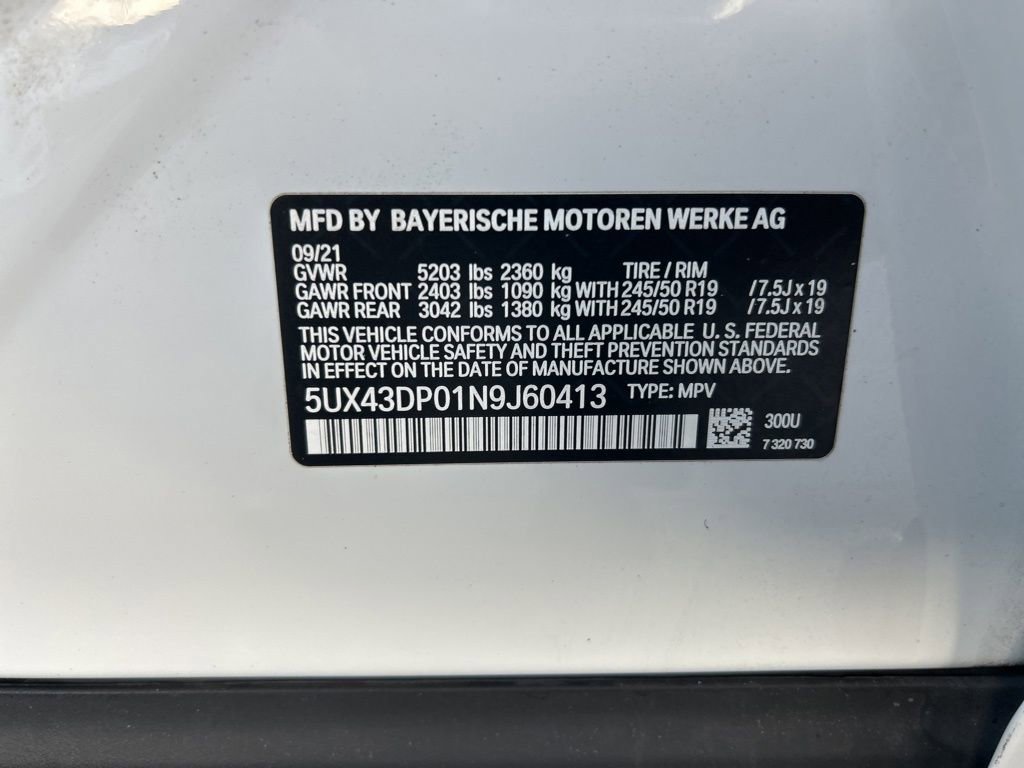 MFD BY BAYERISCHE MOTOREN WERKE AG
09/21
GVWR 5203 lbs 2360 kg TIRE / RIM
GAWR FRONT 2403 lbs 1090 kg WITH 245/50 R19 /7.5J x 19
GAWR REAR 3042 lbs 1380 kg WITH 245/50 R19 /7.5J x 19
THIS VEHICLE CONFORMS TO ALL APPLICABLE U. S. FEDERAL
MOTOR VEHICLE SAFETY AND THEFT PREVENTION STANDARDS
IN EFFECT ON THE DATE OF MANUFACTURE SHOWN ABOVE.
5UX43DP01N9J60413 TYPE: MPV
300U
7 320 730